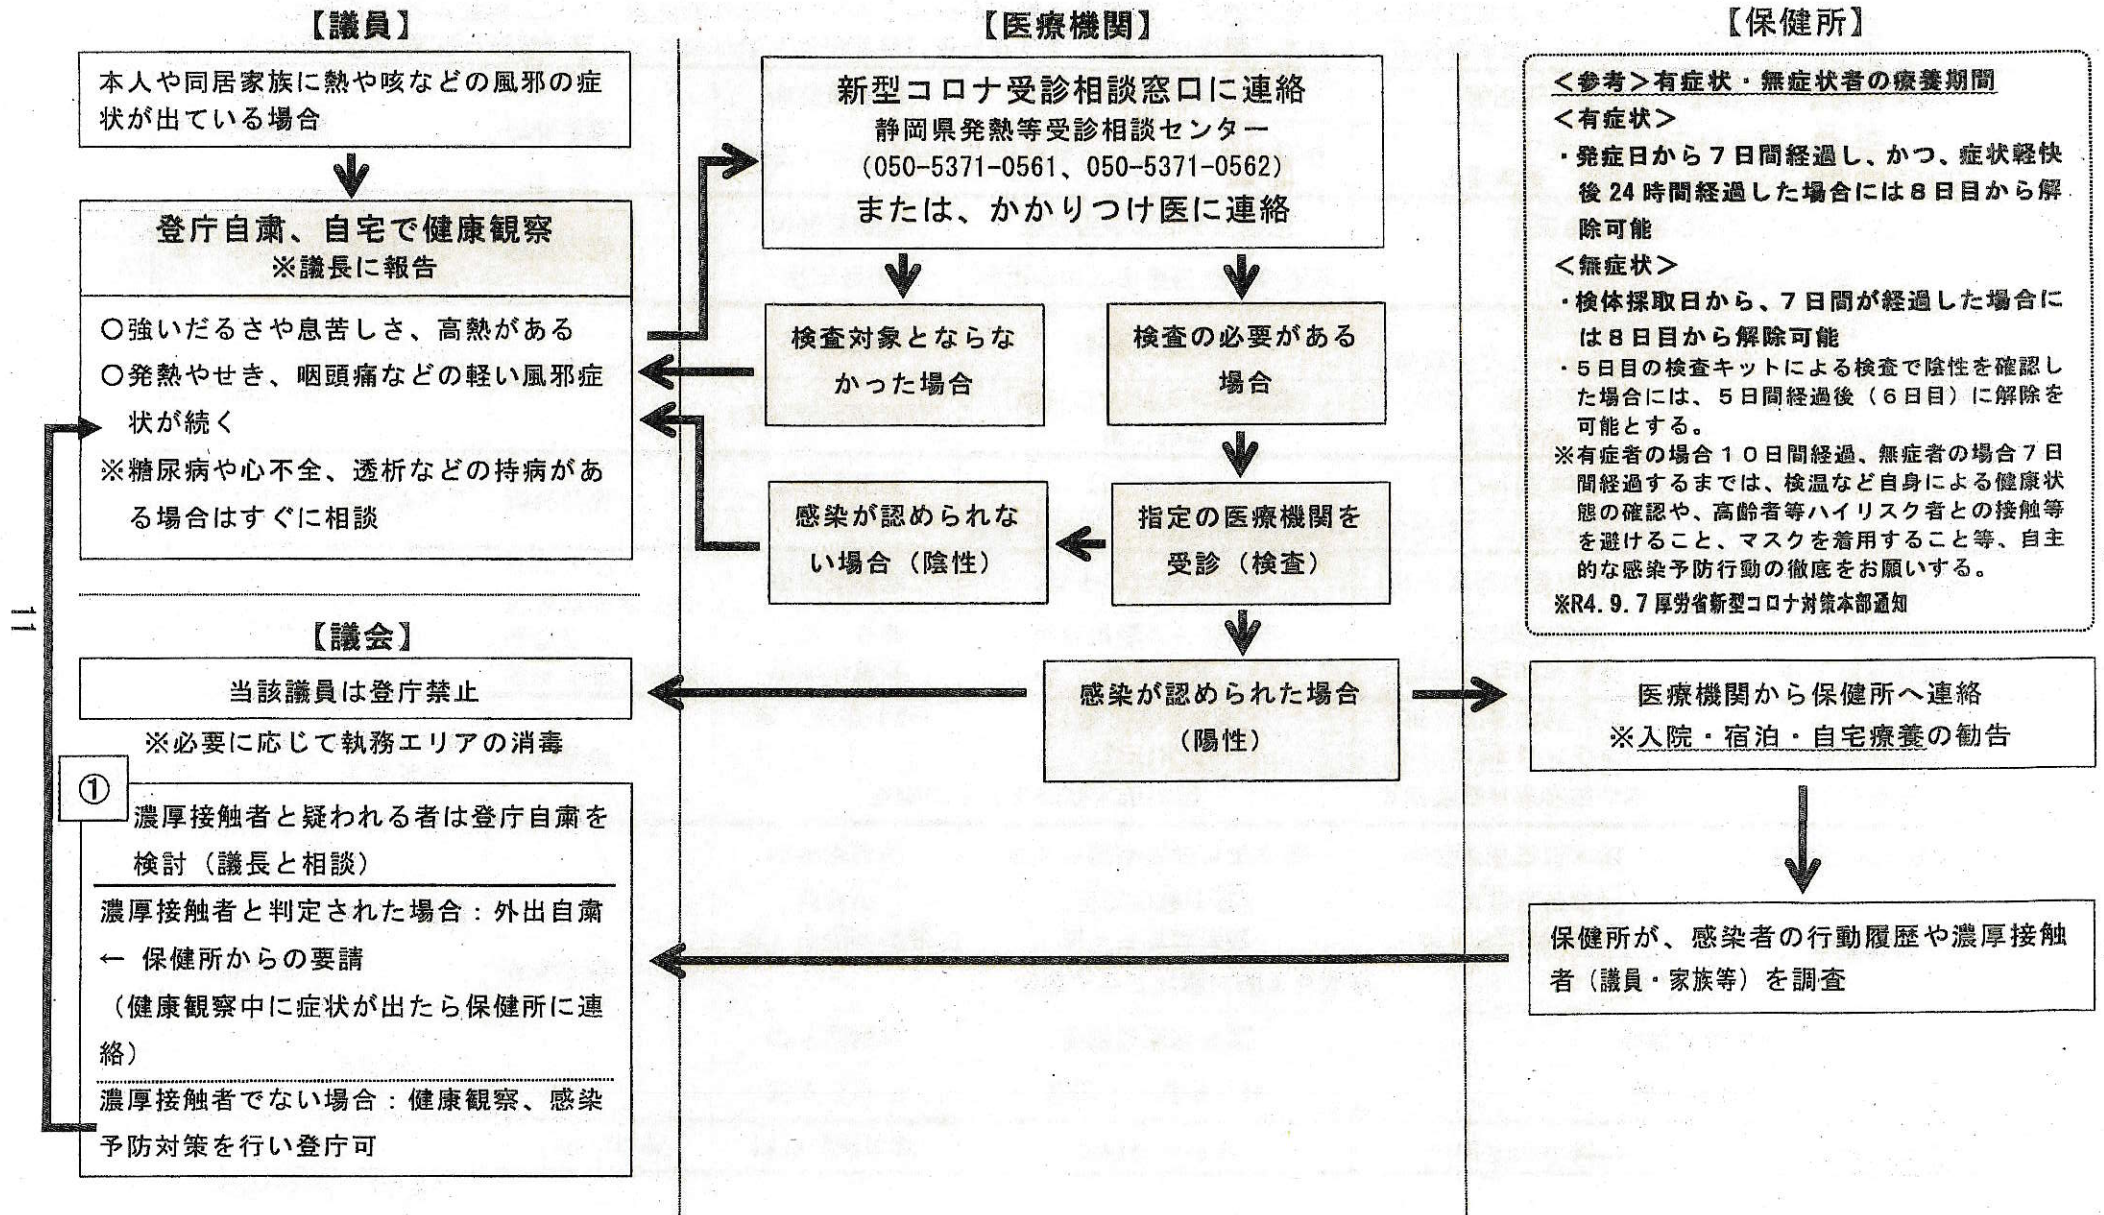 【議員】
本人や同居家族に熱や咳などの風邪の症
状が出ている場合
登庁自粛、自宅で健康観察
※議長に報告
○強いだるさや息苦しさ、高熱がある
○発熱やせき、咽頭痛などの軽い風邪症
状が続く
※糖尿病や心不全、透析などの持病があ
る場合はすぐに相談
【議会】
当該議員は登庁禁止
※必要に応じて執務エリアの消毒
①
濃厚接触者と疑われる者は登庁自粛を
検討（議長と相談）
濃厚接触者と判定された場合：外出自粛
← 保健所からの要請
（健康観察中に症状が出たら保健所に連
絡）
濃厚接触者でない場合：健康観察、感染
予防対策を行い登庁可
【医療機関】
新型コロナ受診相談窓口に連絡
静岡県発熱等受診相談センター
(050-5371-0561、050-5371-0562)
または、かかりつけ医に連絡
検査対象とならな
かった場合
検査の必要がある
場合
感染が認められな
い場合（陰性）
指定の医療機関を
受診（検査）
感染が認められた場合
（陽性）
【保健所】
＜参考＞有症状・無症状者の療養期間
＜有症状＞
・発症日から７日間経過し、かつ、症状軽快
後24時間経過した場合には８日目から解
除可能
＜無症状＞
・検体採取日から、７日間が経過した場合に
は８日目から解除可能
・５日目の検査キットによる検査で陰性を確認し
た場合には、５日間経過後（６日目）に解除を
可能とする。
※有症者の場合１０日間経過、無症者の場合７日
間経過するまでは、検温など自身による健康状
態の確認や、高齢者等ハイリスク者との接触等
を避けること、マスクを着用すること等、自主
的な感染予防行動の徹底をお願いする。
※R4.9.7厚労省新型コロナ対策本部通知
医療機関から保健所へ連絡
※入院・宿泊・自宅療養の勧告
保健所が、感染者の行動履歴や濃厚接触
者（議員・家族等）を調査
11